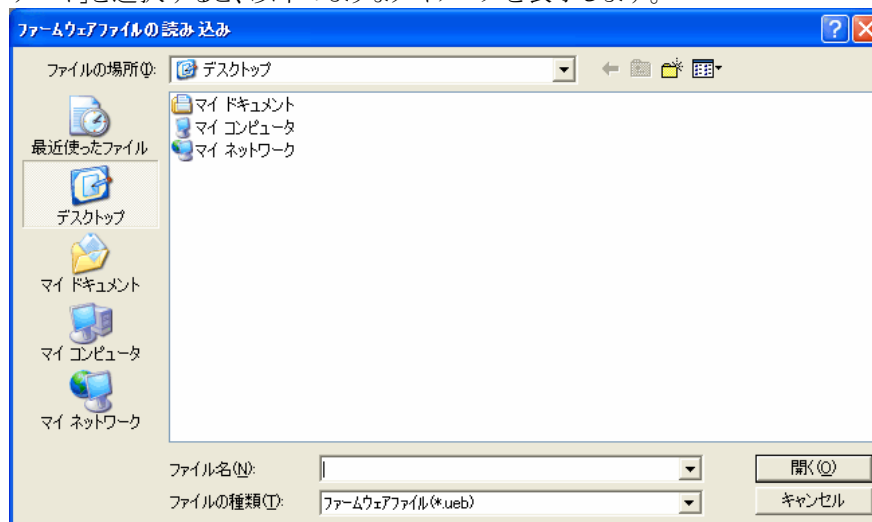 ファームウェアファイルの読み込み
ファイルの場所(I):
デスクトップ
マイ ドキュメント
マイ コンピュータ
マイ ネットワーク
最近使ったファイル
デスクトップ
マイ ドキュメント
マイ コンピュータ
マイ ネットワーク
ファイル名(N):
開く(O)
ファイルの種類(T):
ファームウェアファイル(*.ueb)
キャンセル